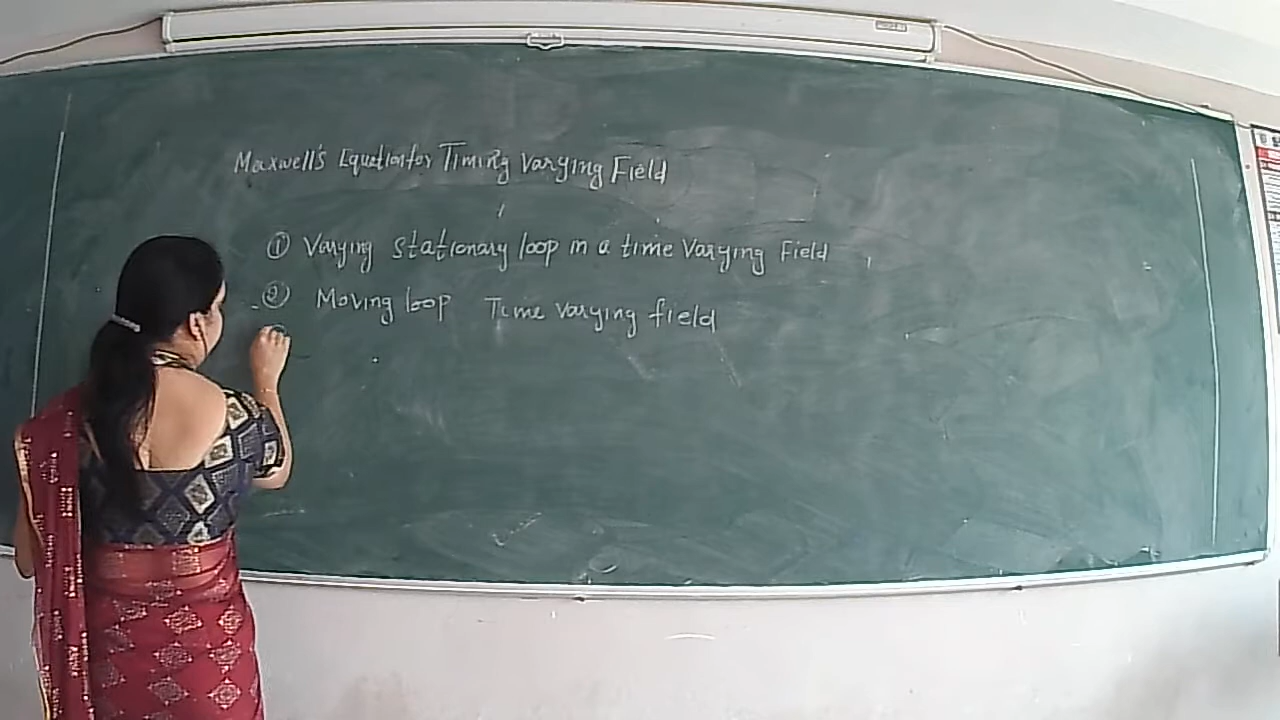 Maxwell's Equation for Timing Varying Field
① Varying stationary loop in a time Varying Field
② Moving loop Time varying field